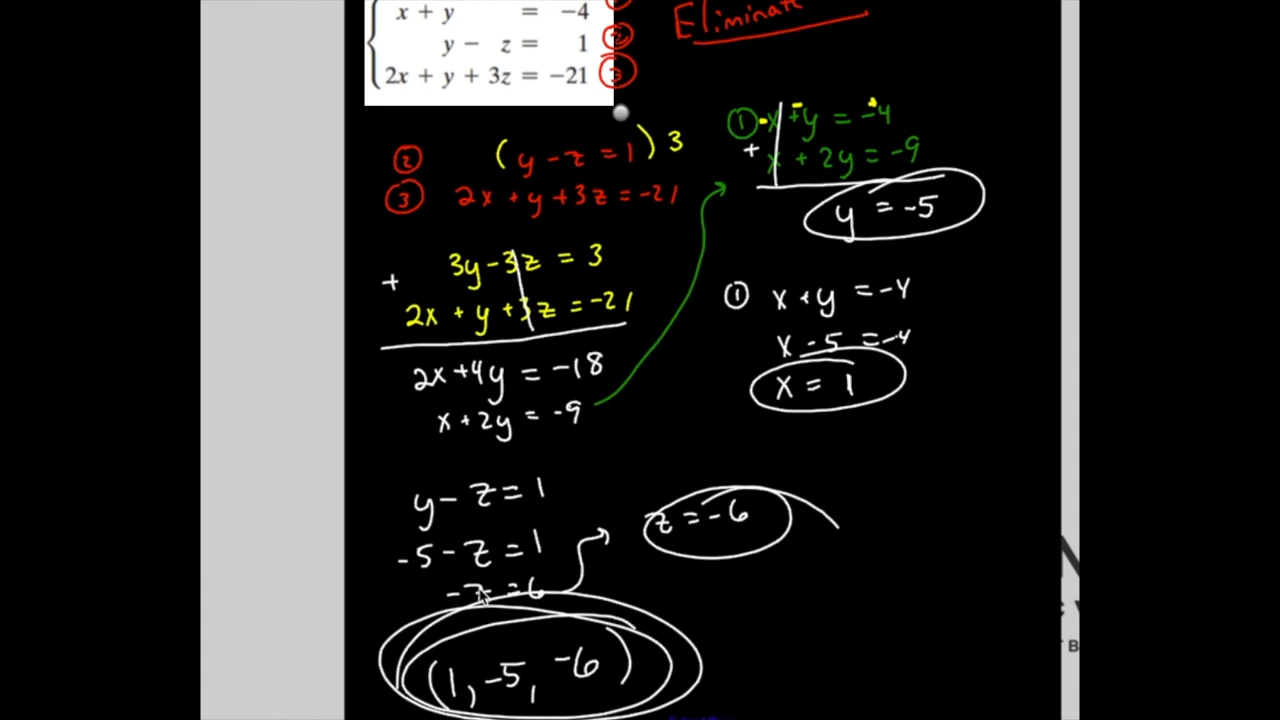 x + y = −4
y − z = 1 ②
2x + y + 3z = −21 ③
Eliminate
② (y - z = 1) 3
③ 2x + y + 3z = -21
3y - 3z = 3
+
2x + y + 3z = -21
2x + 4y = -18
x + 2y = -9
y - z = 1
-5 - z = 1
-z = 6
(1, -5, -6)
① -x +- y = -4
+ x + 2y = -9
y = -5
① x + y = -4
x - 5 = -4
x = 1
z = -6
N
B